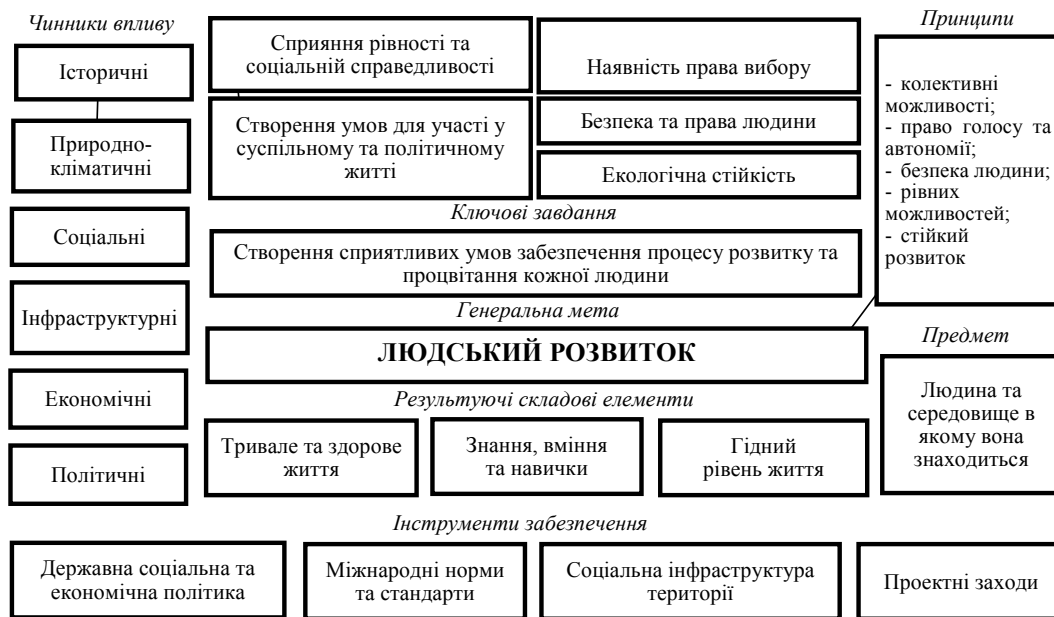 Чинники впливу
Історичні
Природно-
кліматичні
Соціальні
Інфраструктурні
Економічні
Політичні
Сприяння рівності та
соціальній справедливості
Наявність права вибору
Створення умов для участі у
суспільному та політичному
житті
Безпека та права людини
Екологічна стійкість
Ключові завдання
Створення сприятливих умов забезпечення процесу розвитку та
процвітання кожної людини
Генеральна мета
ЛЮДСЬКИЙ РОЗВИТОК
Результуючі складові елементи
Тривале та здорове
життя
Знання, вміння
та навички
Гідний
рівень життя
Принципи
- колективні
можливості;
- право голосу та
автономії;
- безпека людини;
- рівних
можливостей;
- стійкий
розвиток
Предмет
Людина та
середовище в
якому вона
знаходиться
Інструменти забезпечення
Державна соціальна та
економічна політика
Міжнародні норми
та стандарти
Соціальна інфраструктура
території
Проектні заходи